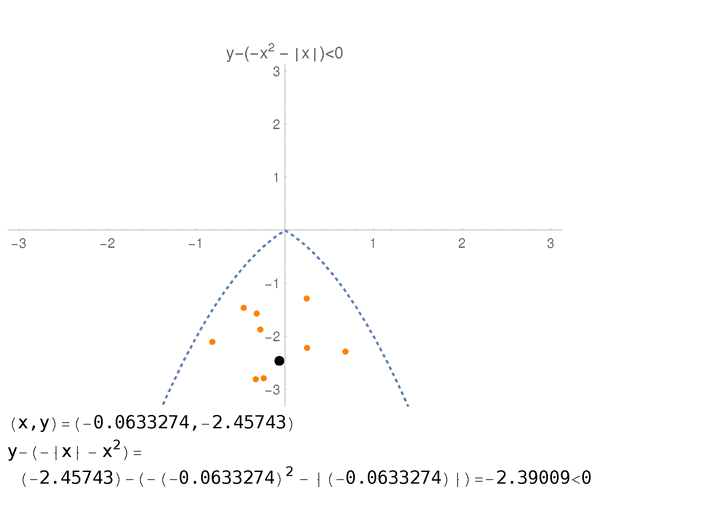 y−(−x² − |x|)<0
3
2
1
−3 −2 −1 1 2 3
−1
−2
−3
(x,y)=(−0.0633274,−2.45743)
y−(−|x| − x²)=
(−2.45743)−(−(−0.0633274)² − |(−0.0633274)|)=−2.39009<0